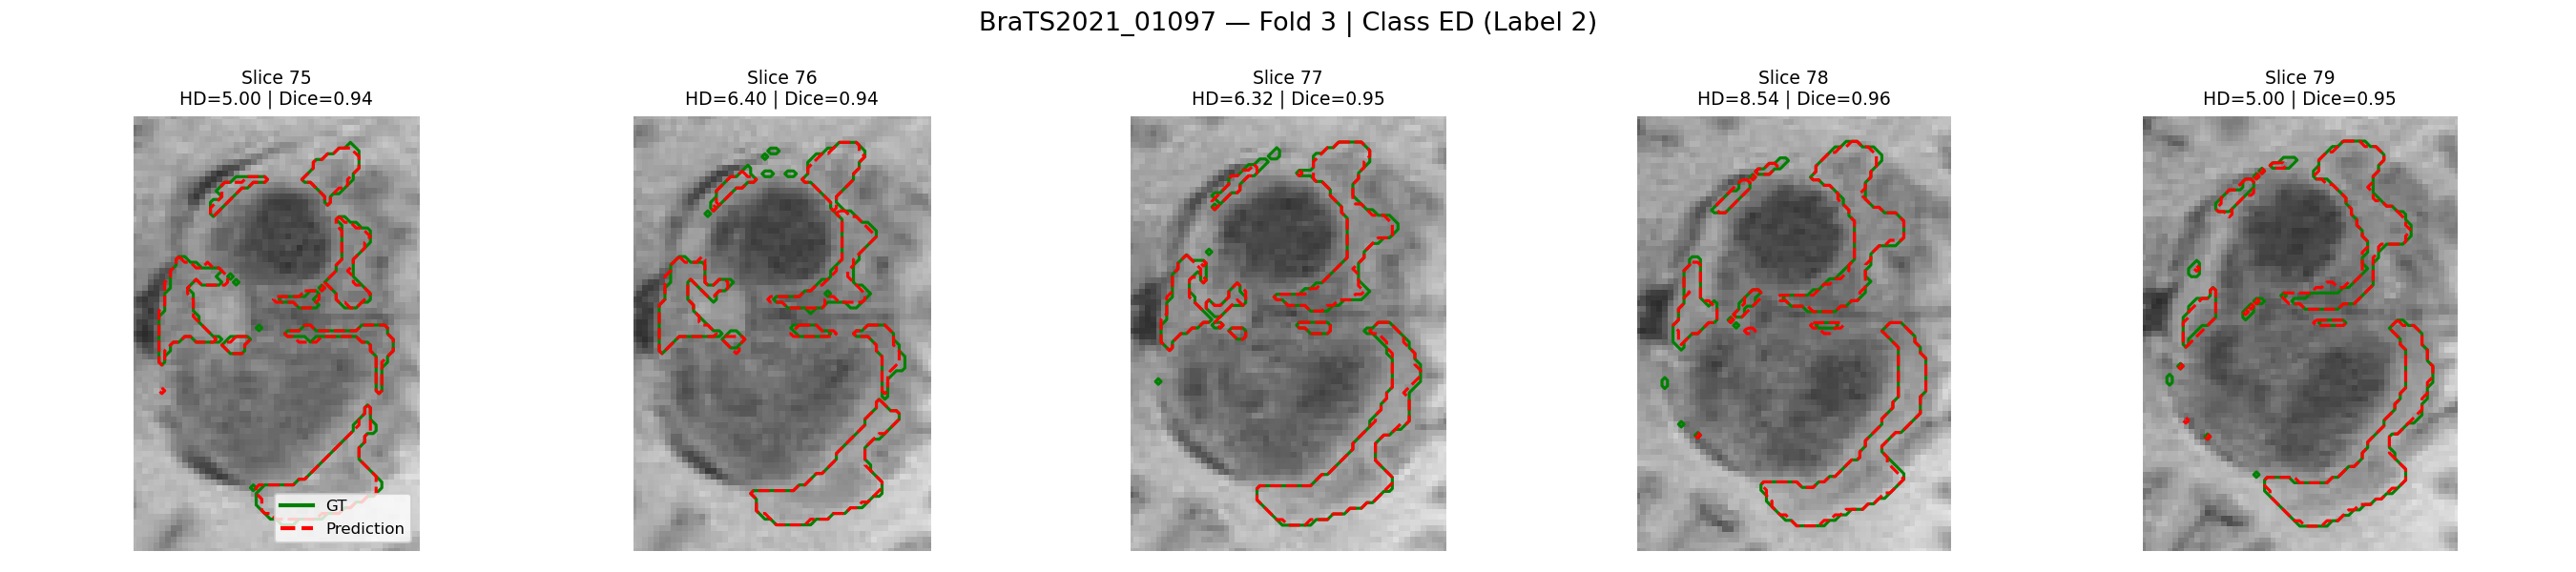 BraTS2021_01097 — Fold 3 | Class ED (Label 2)
Slice 75
HD=5.00 | Dice=0.94
Slice 76
HD=6.40 | Dice=0.94
Slice 77
HD=6.32 | Dice=0.95
Slice 78
HD=8.54 | Dice=0.96
Slice 79
HD=5.00 | Dice=0.95
GT
Prediction